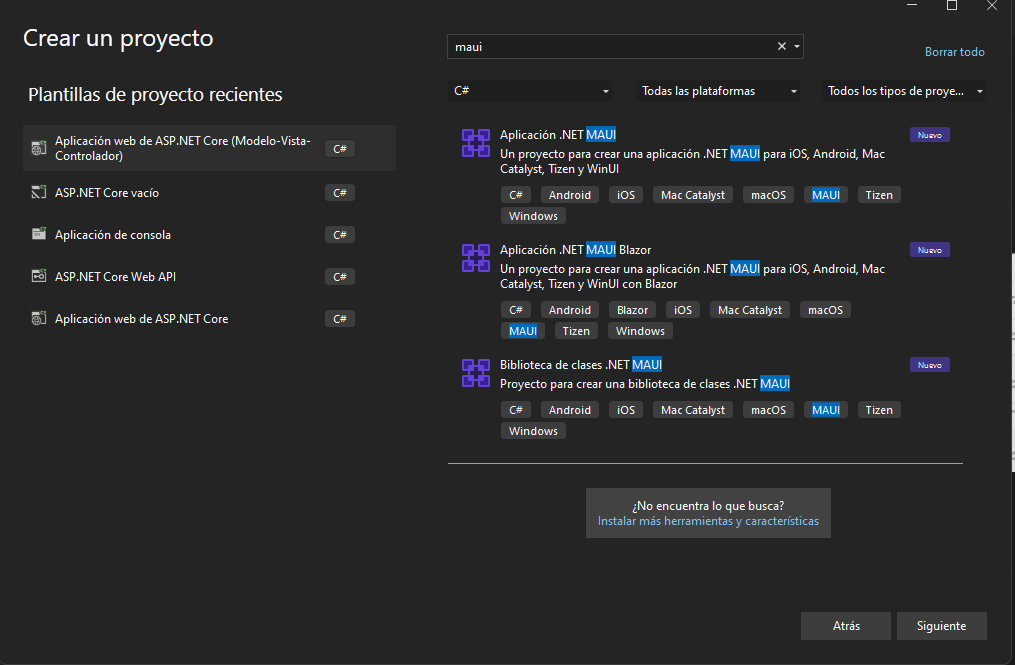 Crear un proyecto
Plantillas de proyecto recientes
Aplicación web de ASP.NET Core (Modelo-Vista-
Controlador)
C#
ASP.NET Core vacío
C#
Aplicación de consola
C#
ASP.NET Core Web API
C#
Aplicación web de ASP.NET Core
C#
maui
Borrar todo
C#
Todas las plataformas
Todos los tipos de proye...
Aplicación .NET MAUI
Nuevo
Un proyecto para crear una aplicación .NET MAUI para iOS, Android, Mac
Catalyst, Tizen y WinUI
C# Android iOS Mac Catalyst macOS MAUI Tizen
Windows
Aplicación .NET MAUI Blazor
Nuevo
Un proyecto para crear una aplicación .NET MAUI para iOS, Android, Mac
Catalyst, Tizen y WinUI con Blazor
C# Android Blazor iOS Mac Catalyst macOS
MAUI Tizen Windows
Biblioteca de clases .NET MAUI
Nuevo
Proyecto para crear una biblioteca de clases .NET MAUI
C# Android iOS Mac Catalyst macOS MAUI Tizen
Windows
¿No encuentra lo que busca?
Instalar más herramientas y características
Atrás
Siguiente